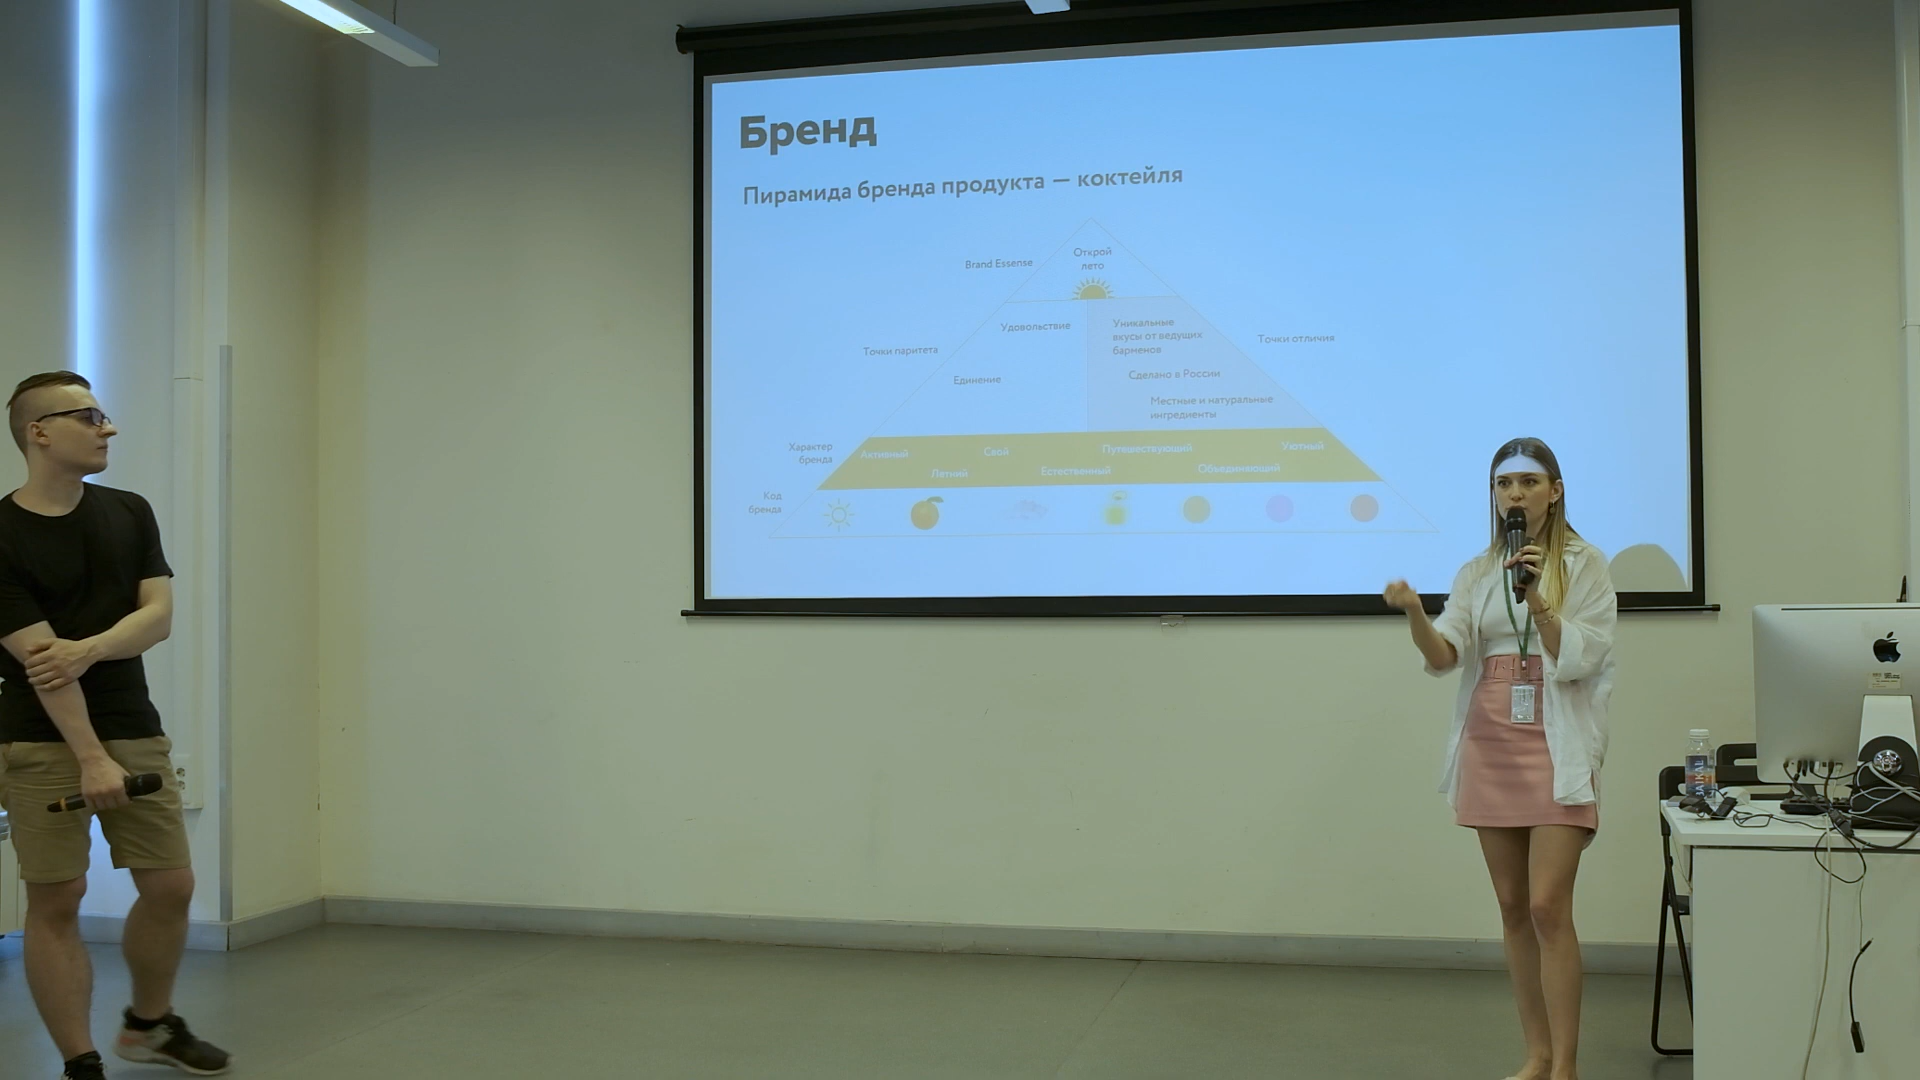 Бренд
Пирамида бренда продукта — коктейля
Brand Essense
Открой
лето
Удовольствие
Уникальные
вкусы от ведущих
барменов
Точки паритета
Точки отличия
Единение
Сделано в России
Местные и натуральные
ингредиенты
Характер
бренда
Активный
Свой
Путешествующий
Уютный
Летний
Естественный
Объединяющий
Код
бренда